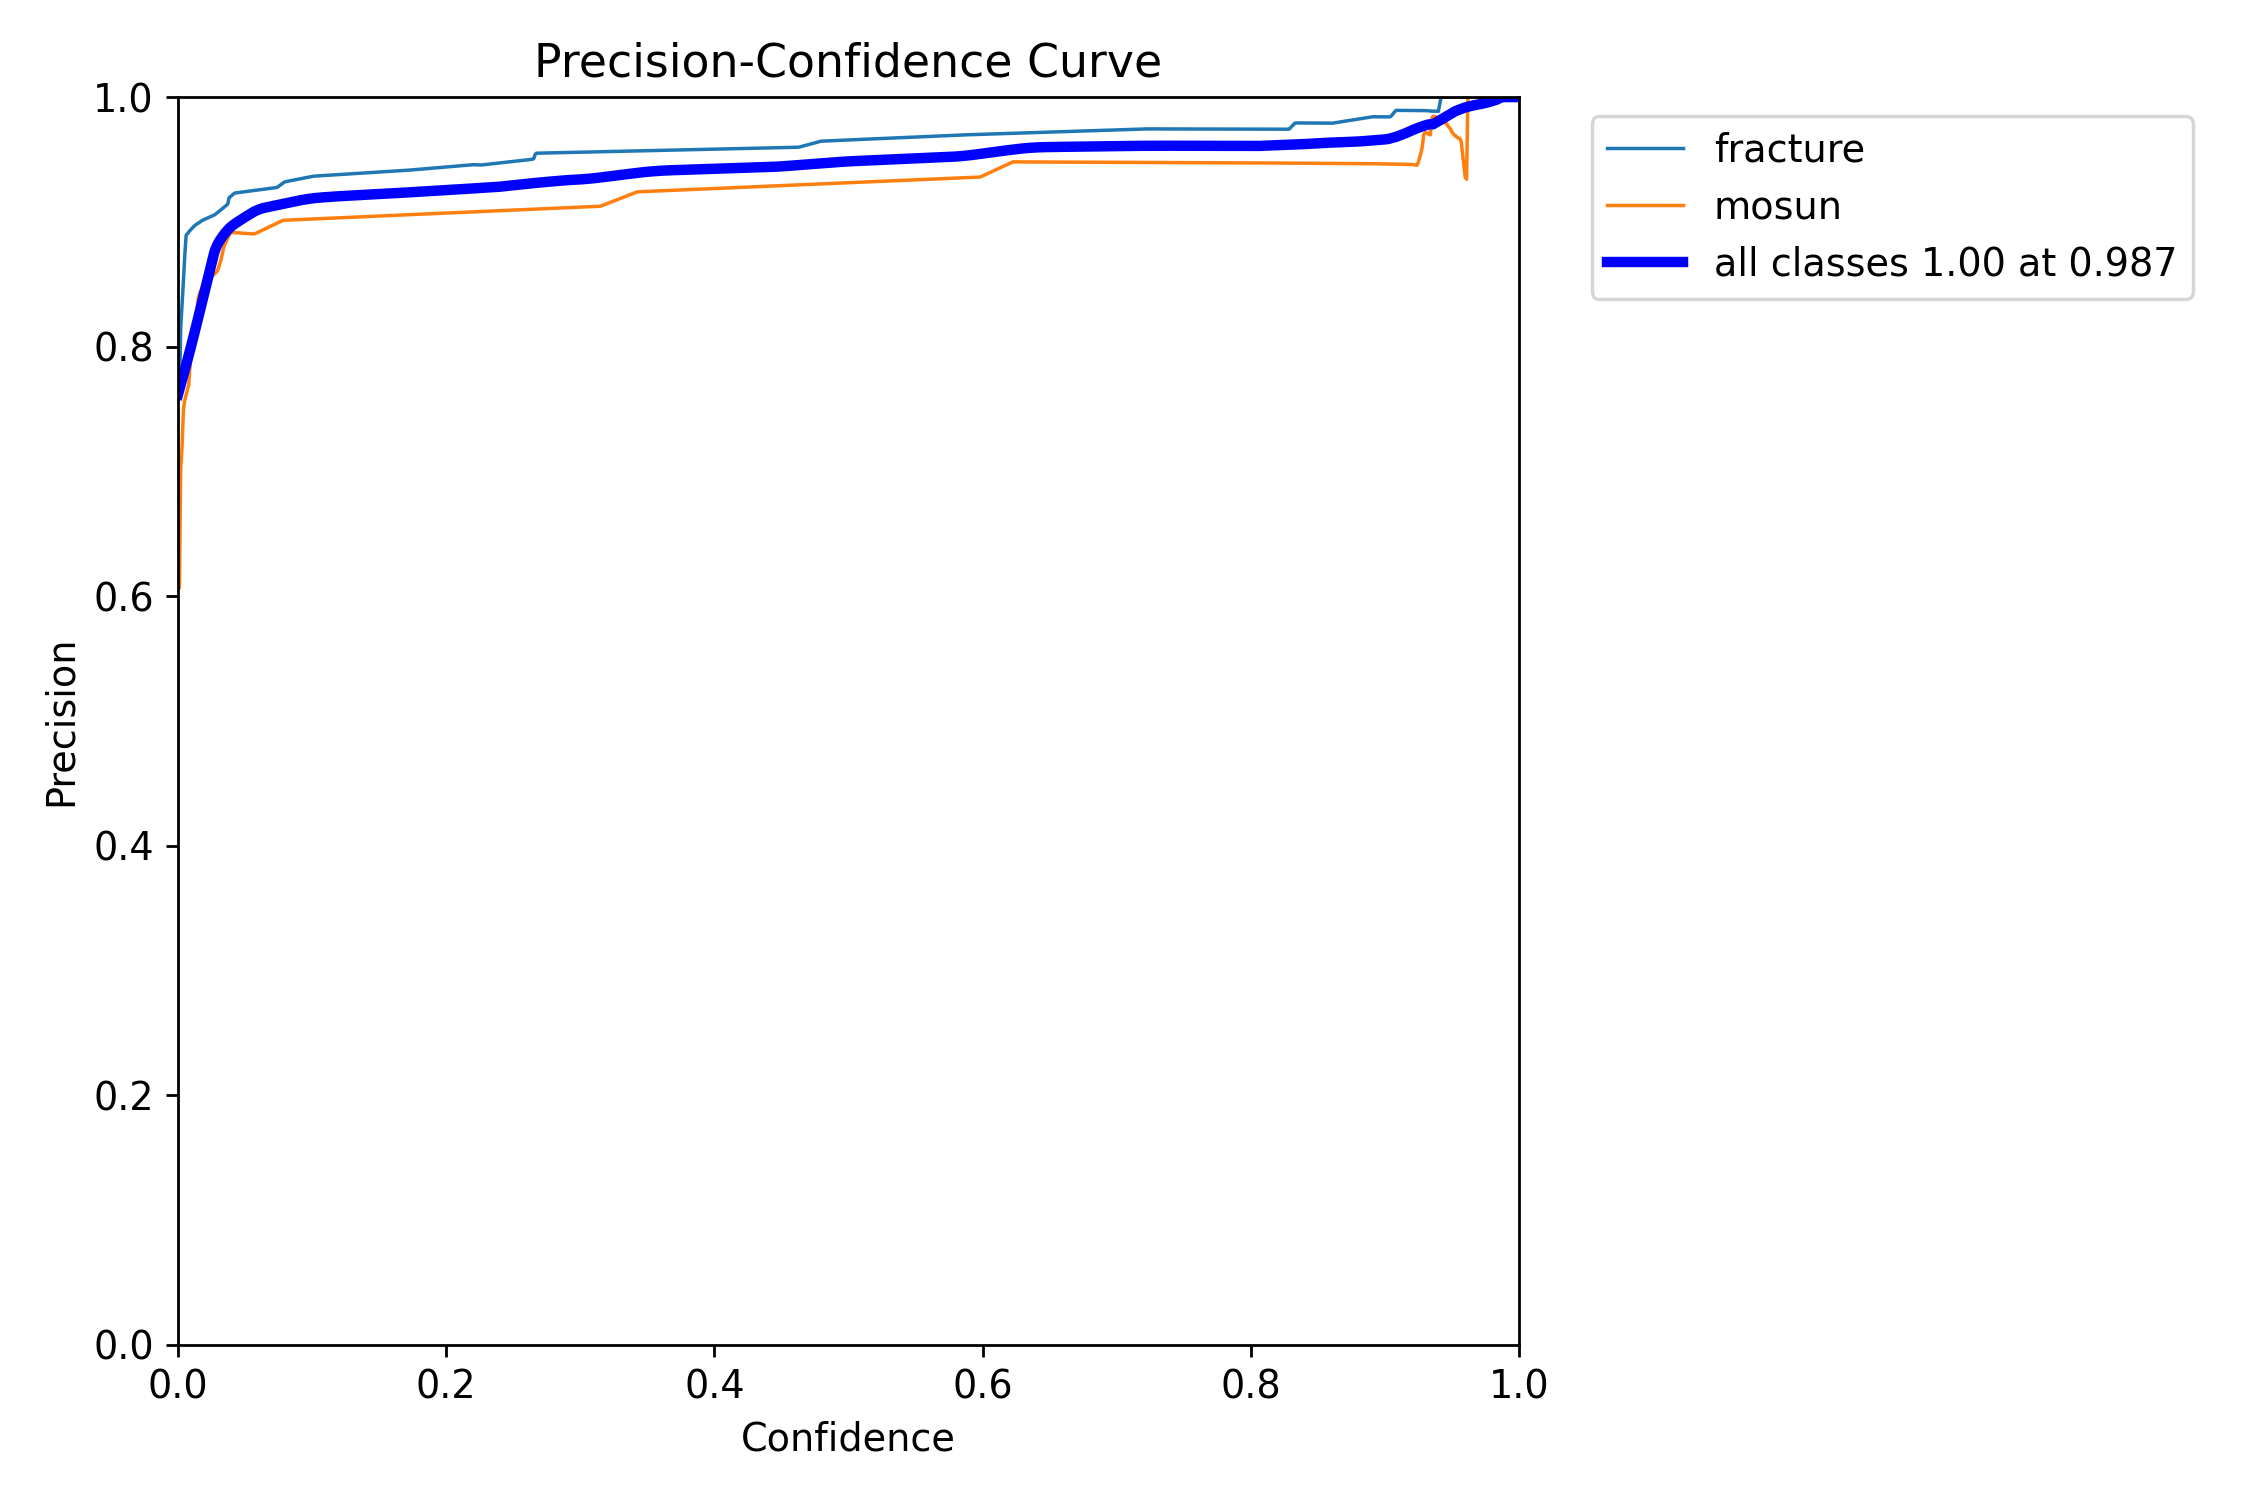 Precision-Confidence Curve
1.0
0.8
0.6
0.4
0.2
0.0
Precision
0.0 0.2 0.4 0.6 0.8 1.0
Confidence
fracture
mosun
all classes 1.00 at 0.987